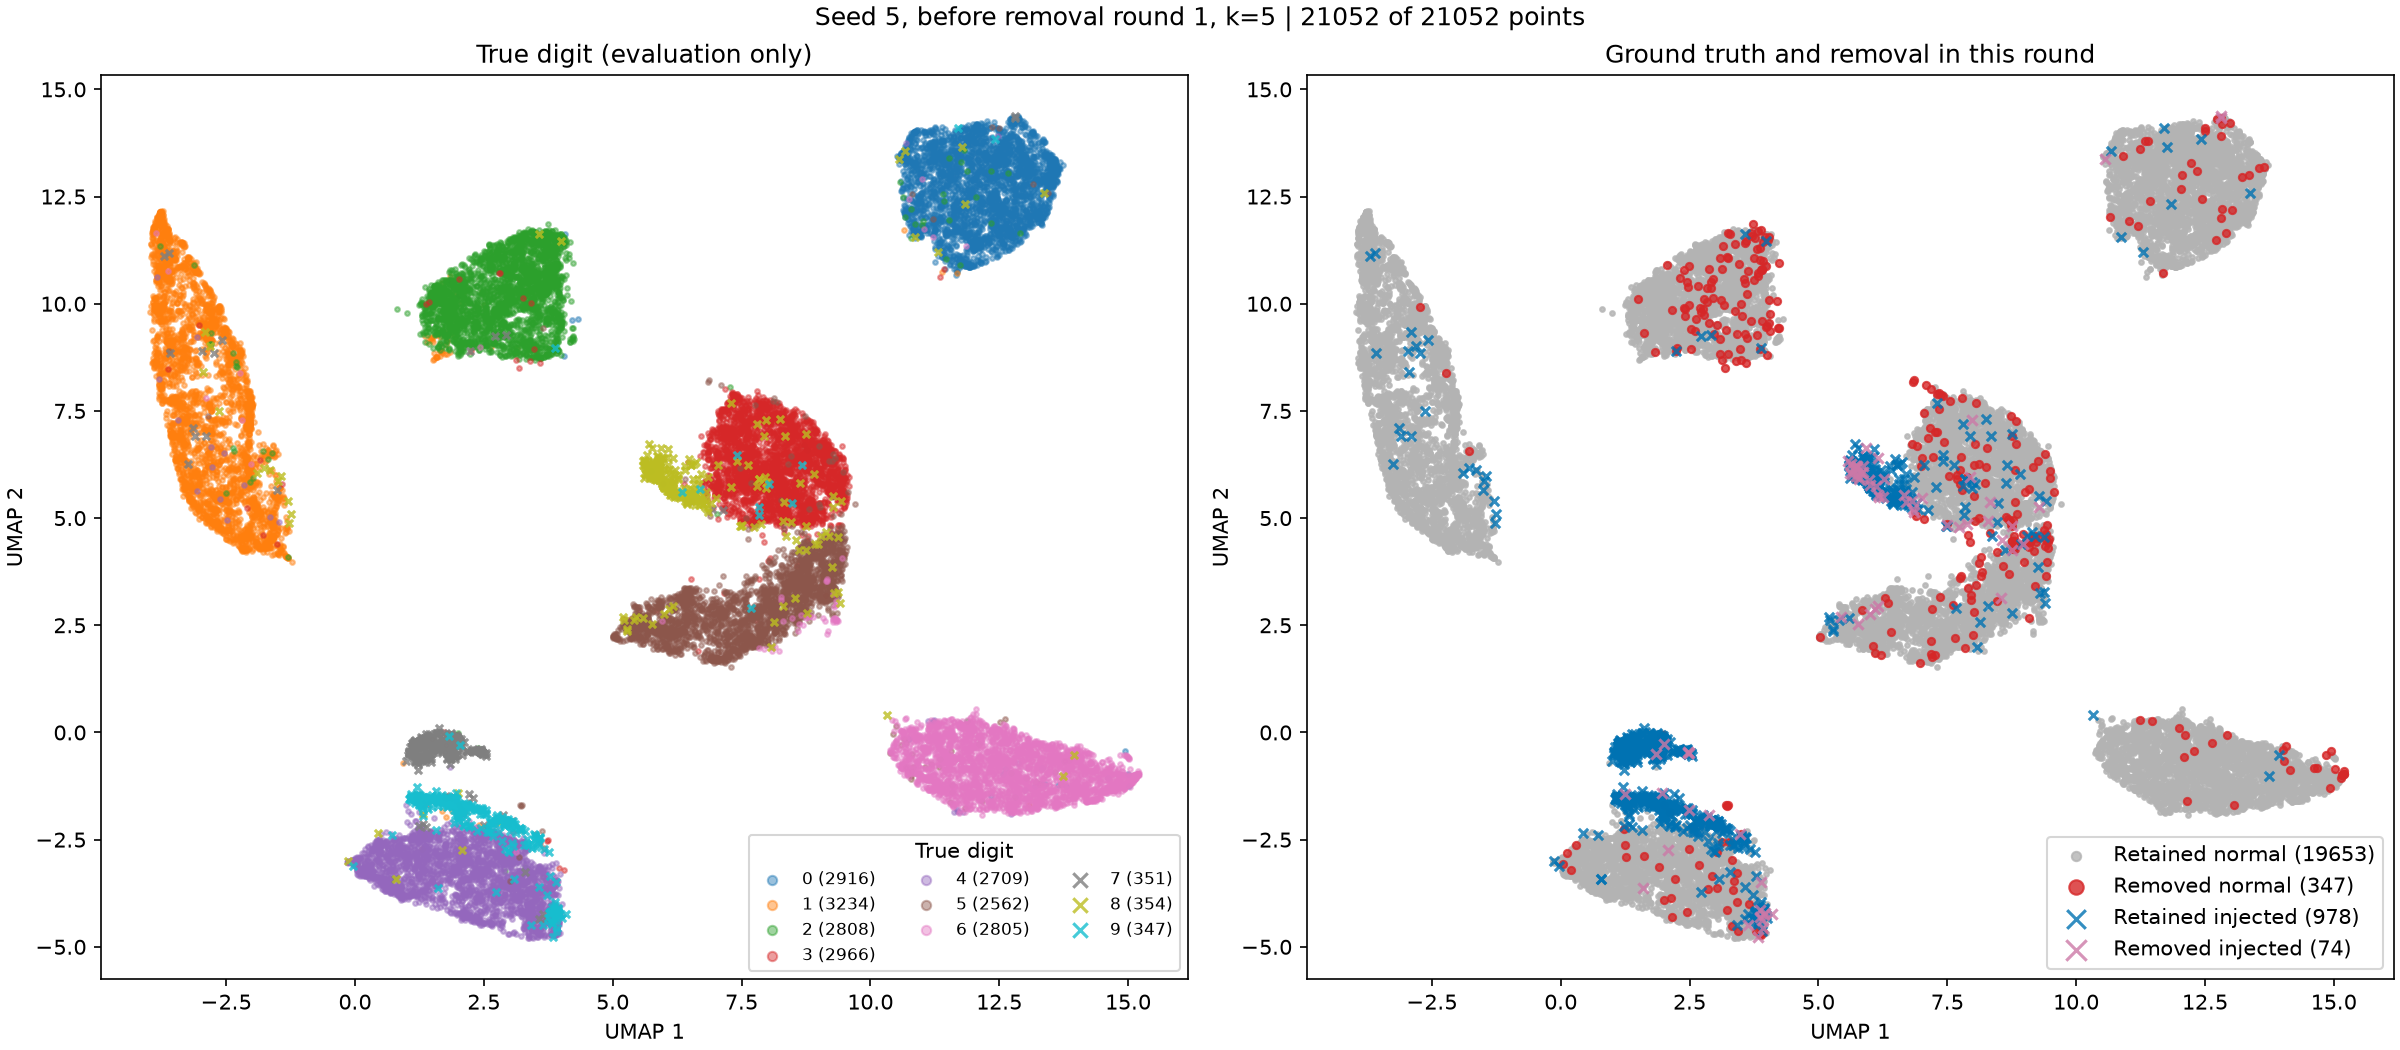 Seed 5, before removal round 1, k=5 | 21052 of 21052 points
True digit (evaluation only)
15.0
12.5
10.0
7.5
5.0
2.5
0.0
−2.5
−5.0
UMAP 2
−2.5 0.0 2.5 5.0 7.5 10.0 12.5 15.0
UMAP 1
True digit
0 (2916) 4 (2709) 7 (351)
1 (3234) 5 (2562) 8 (354)
2 (2808) 6 (2805) 9 (347)
3 (2966)
Ground truth and removal in this round
15.0
12.5
10.0
7.5
5.0
2.5
0.0
−2.5
−5.0
UMAP 2
−2.5 0.0 2.5 5.0 7.5 10.0 12.5 15.0
UMAP 1
Retained normal (19653)
Removed normal (347)
Retained injected (978)
Removed injected (74)